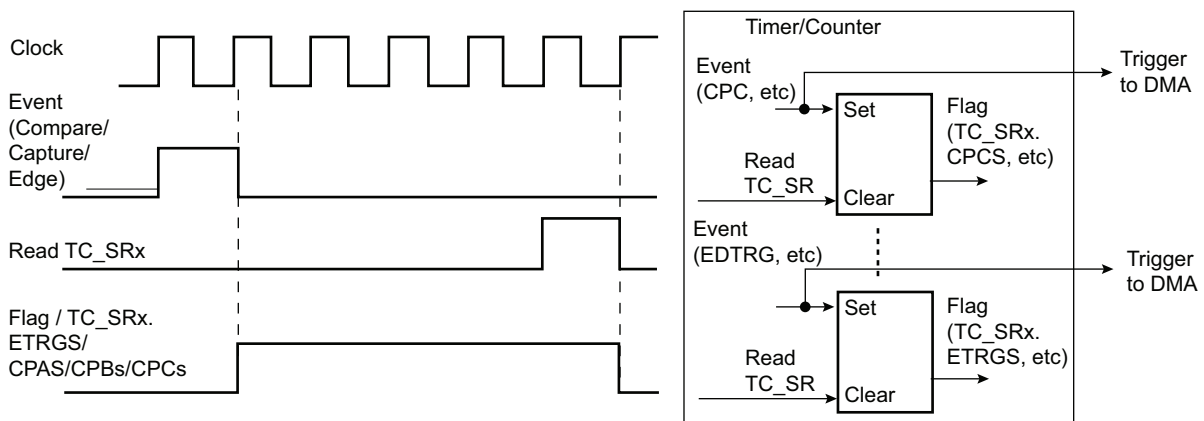 Clock
Event
(Compare/
Capture/
Edge)
Read TC_SRx
Flag / TC_SRx.
ETRGS/
CPAS/CPBs/CPCs
Timer/Counter
Event
(CPC, etc)
Trigger
to DMA
Set
Flag
(TC_SRx.
CPCS, etc)
Read
TC_SR
Clear
Event
(EDTRG, etc)
Trigger
to DMA
Set
Flag
(TC_SRx.
ETRGS, etc)
Read
TC_SR
Clear